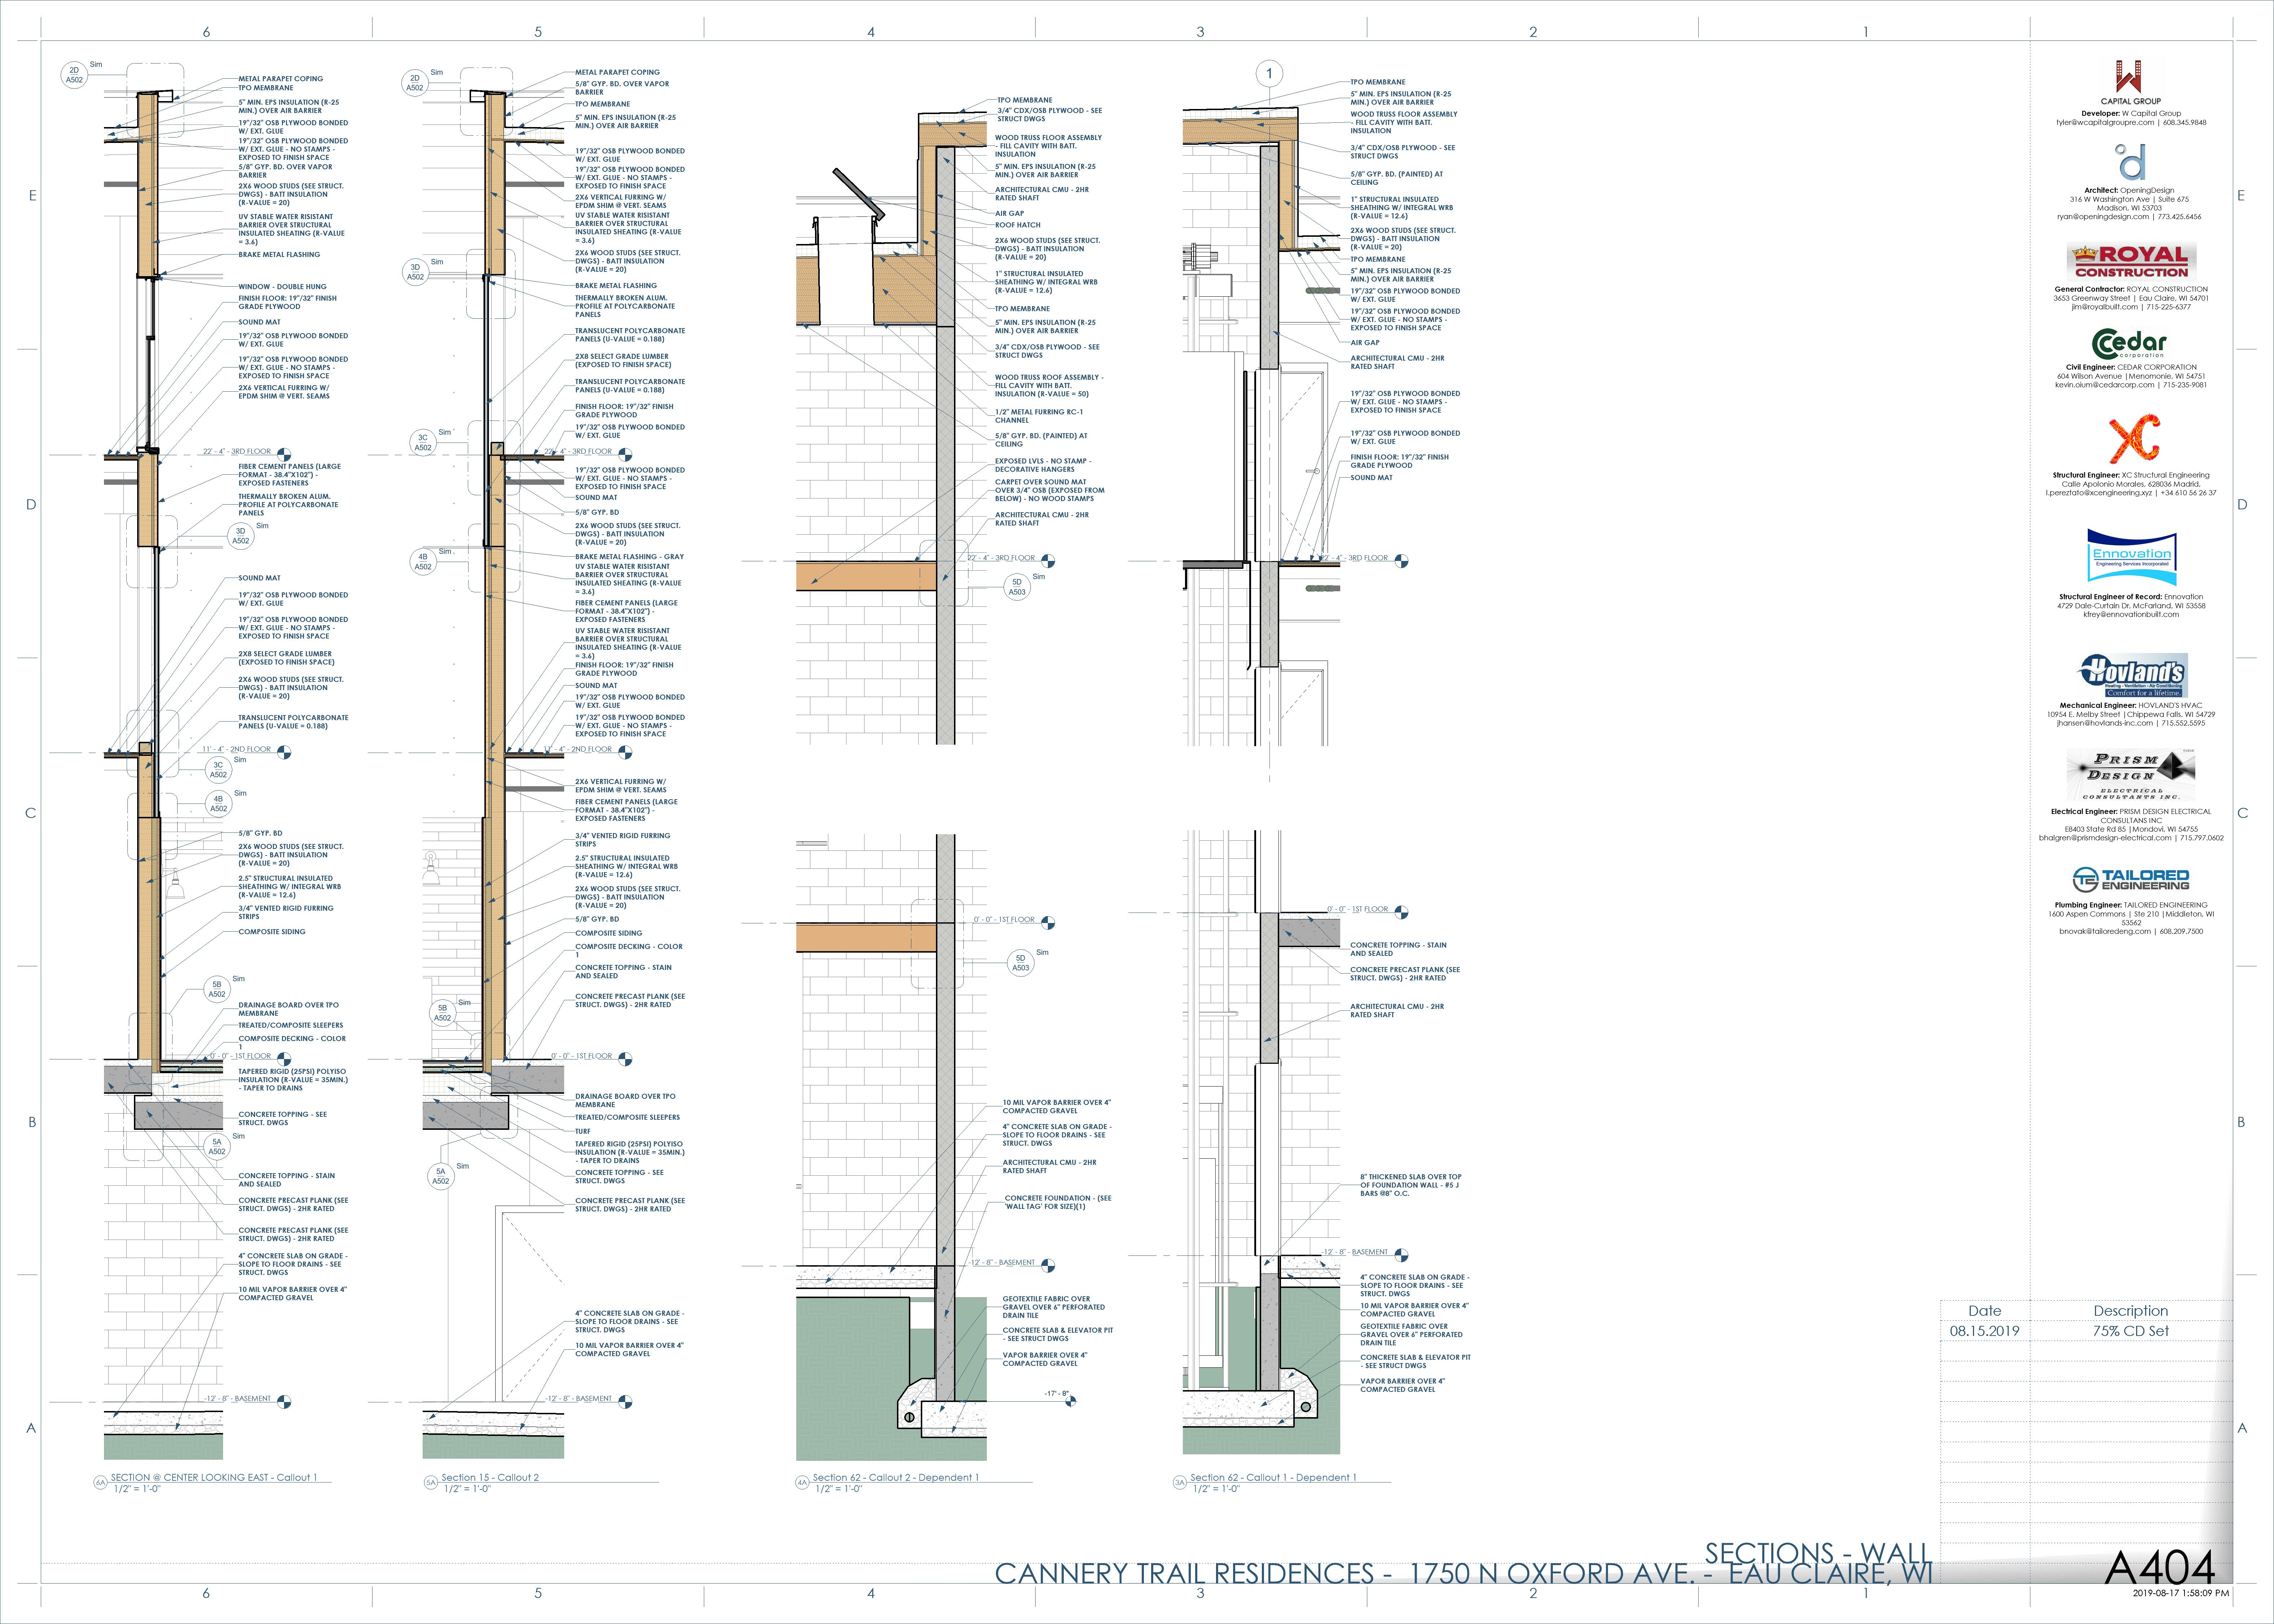 6
5
4
3
2
1
2D
A502
Sim
METAL PARAPET COPING
TPO MEMBRANE
5" MIN. EPS INSULATION (R-25
MIN.) OVER AIR BARRIER
19"/32" OSB PLYWOOD BONDED
W/ EXT. GLUE
19"/32" OSB PLYWOOD BONDED
W/ EXT. GLUE - NO STAMPS -
EXPOSED TO FINISH SPACE
5/8" GYP. BD. OVER VAPOR
BARRIER
2X6 WOOD STUDS (SEE STRUCT.
DWGS) - BATT INSULATION
(R-VALUE = 20)
UV STABLE WATER RISISTANT
BARRIER OVER STRUCTURAL
INSULATED SHEATING (R-VALUE
= 3.6)
BRAKE METAL FLASHING
WINDOW - DOUBLE HUNG
FINISH FLOOR: 19"/32" FINISH
GRADE PLYWOOD
SOUND MAT
19"/32" OSB PLYWOOD BONDED
W/ EXT. GLUE
19"/32" OSB PLYWOOD BONDED
W/ EXT. GLUE - NO STAMPS -
EXPOSED TO FINISH SPACE
2X6 VERTICAL FURRING W/
EPDM SHIM @ VERT. SEAMS
22' - 4" - 3RD FLOOR
FIBER CEMENT PANELS (LARGE
FORMAT - 38.4"X102") -
EXPOSED FASTENERS
THERMALLY BROKEN ALUM.
PROFILE AT POLYCARBONATE
PANELS
3D
A502
Sim
SOUND MAT
19"/32" OSB PLYWOOD BONDED
W/ EXT. GLUE
19"/32" OSB PLYWOOD BONDED
W/ EXT. GLUE - NO STAMPS -
EXPOSED TO FINISH SPACE
2X8 SELECT GRADE LUMBER
(EXPOSED TO FINISH SPACE)
2X6 WOOD STUDS (SEE STRUCT.
DWGS) - BATT INSULATION
(R-VALUE = 20)
TRANSLUCENT POLYCARBONATE
PANELS (U-VALUE = 0.188)
11' - 4" - 2ND FLOOR
3C
A502
Sim
4B
A502
Sim
5/8" GYP. BD
2X6 WOOD STUDS (SEE STRUCT.
DWGS) - BATT INSULATION
(R-VALUE = 20)
2.5" STRUCTURAL INSULATED
SHEATHING W/ INTEGRAL WRB
(R-VALUE = 12.6)
3/4" VENTED RIGID FURRING
STRIPS
COMPOSITE SIDING
5B
A502
Sim
DRAINAGE BOARD OVER TPO
MEMBRANE
TREATED/COMPOSITE SLEEPERS
COMPOSITE DECKING - COLOR
1
0' - 0" - 1ST FLOOR
TAPERED RIGID (25PSI) POLYISO
INSULATION (R-VALUE = 35MIN.)
- TAPER TO DRAINS
CONCRETE TOPPING - SEE
STRUCT. DWGS
5A
A502
Sim
CONCRETE TOPPING - STAIN
AND SEALED
CONCRETE PRECAST PLANK (SEE
STRUCT. DWGS) - 2HR RATED
CONCRETE PRECAST PLANK (SEE
STRUCT. DWGS) - 2HR RATED
4" CONCRETE SLAB ON GRADE -
SLOPE TO FLOOR DRAINS - SEE
STRUCT. DWGS
10 MIL VAPOR BARRIER OVER 4"
COMPACTED GRAVEL
-12' - 8" - BASEMENT
6A
SECTION @ CENTER LOOKING EAST - Callout 1
1/2" = 1'-0"
2D
A502
Sim
METAL PARAPET COPING
5/8" GYP. BD. OVER VAPOR
BARRIER
TPO MEMBRANE
5" MIN. EPS INSULATION (R-25
MIN.) OVER AIR BARRIER
19"/32" OSB PLYWOOD BONDED
W/ EXT. GLUE
19"/32" OSB PLYWOOD BONDED
W/ EXT. GLUE - NO STAMPS -
EXPOSED TO FINISH SPACE
2X6 VERTICAL FURRING W/
EPDM SHIM @ VERT. SEAMS
UV STABLE WATER RISISTANT
BARRIER OVER STRUCTURAL
INSULATED SHEATING (R-VALUE
= 3.6)
2X6 WOOD STUDS (SEE STRUCT.
DWGS) - BATT INSULATION
(R-VALUE = 20)
3D
A502
Sim
BRAKE METAL FLASHING
THERMALLY BROKEN ALUM.
PROFILE AT POLYCARBONATE
PANELS
TRANSLUCENT POLYCARBONATE
PANELS (U-VALUE = 0.188)
2X8 SELECT GRADE LUMBER
(EXPOSED TO FINISH SPACE)
TRANSLUCENT POLYCARBONATE
PANELS (U-VALUE = 0.188)
FINISH FLOOR: 19"/32" FINISH
GRADE PLYWOOD
19"/32" OSB PLYWOOD BONDED
W/ EXT. GLUE
3C
A502
Sim
22' - 4" - 3RD FLOOR
19"/32" OSB PLYWOOD BONDED
W/ EXT. GLUE - NO STAMPS -
EXPOSED TO FINISH SPACE
SOUND MAT
5/8" GYP. BD
2X6 WOOD STUDS (SEE STRUCT.
DWGS) - BATT INSULATION
(R-VALUE = 20)
4B
A502
Sim
BRAKE METAL FLASHING - GRAY
UV STABLE WATER RISISTANT
BARRIER OVER STRUCTURAL
INSULATED SHEATING (R-VALUE
= 3.6)
FIBER CEMENT PANELS (LARGE
FORMAT - 38.4"X102") -
EXPOSED FASTENERS
UV STABLE WATER RISISTANT
BARRIER OVER STRUCTURAL
INSULATED SHEATING (R-VALUE
= 3.6)
FINISH FLOOR: 19"/32" FINISH
GRADE PLYWOOD
SOUND MAT
19"/32" OSB PLYWOOD BONDED
W/ EXT. GLUE
19"/32" OSB PLYWOOD BONDED
W/ EXT. GLUE - NO STAMPS -
EXPOSED TO FINISH SPACE
11' - 4" - 2ND FLOOR
2X6 VERTICAL FURRING W/
EPDM SHIM @ VERT. SEAMS
FIBER CEMENT PANELS (LARGE
FORMAT - 38.4"X102") -
EXPOSED FASTENERS
3/4" VENTED RIGID FURRING
STRIPS
2.5" STRUCTURAL INSULATED
SHEATHING W/ INTEGRAL WRB
(R-VALUE = 12.6)
2X6 WOOD STUDS (SEE STRUCT.
DWGS) - BATT INSULATION
(R-VALUE = 20)
5/8" GYP. BD
COMPOSITE SIDING
COMPOSITE DECKING - COLOR
1
CONCRETE TOPPING - STAIN
AND SEALED
CONCRETE PRECAST PLANK (SEE
STRUCT. DWGS) - 2HR RATED
5B
A502
Sim
0' - 0" - 1ST FLOOR
DRAINAGE BOARD OVER TPO
MEMBRANE
TREATED/COMPOSITE SLEEPERS
TURF
TAPERED RIGID (25PSI) POLYISO
INSULATION (R-VALUE = 35MIN.)
- TAPER TO DRAINS
CONCRETE TOPPING - SEE
STRUCT. DWGS
5A
A502
Sim
CONCRETE PRECAST PLANK (SEE
STRUCT. DWGS) - 2HR RATED
4" CONCRETE SLAB ON GRADE -
SLOPE TO FLOOR DRAINS - SEE
STRUCT. DWGS
10 MIL VAPOR BARRIER OVER 4"
COMPACTED GRAVEL
-12' - 8" - BASEMENT
5A
Section 15 - Callout 2
1/2" = 1'-0"
TPO MEMBRANE
3/4" CDX/OSB PLYWOOD - SEE
STRUCT DWGS
WOOD TRUSS FLOOR ASSEMBLY
- FILL CAVITY WITH BATT.
INSULATION
5" MIN. EPS INSULATION (R-25
MIN.) OVER AIR BARRIER
ARCHITECTURAL CMU - 2HR
RATED SHAFT
AIR GAP
ROOF HATCH
2X6 WOOD STUDS (SEE STRUCT.
DWGS) - BATT INSULATION
(R-VALUE = 20)
1" STRUCTURAL INSULATED
SHEATHING W/ INTEGRAL WRB
(R-VALUE = 12.6)
TPO MEMBRANE
5" MIN. EPS INSULATION (R-25
MIN.) OVER AIR BARRIER
3/4" CDX/OSB PLYWOOD - SEE
STRUCT DWGS
WOOD TRUSS ROOF ASSEMBLY -
FILL CAVITY WITH BATT.
INSULATION (R-VALUE = 50)
1/2" METAL FURRING RC-1
CHANNEL
5/8" GYP. BD. (PAINTED) AT
CEILING
EXPOSED LVLS - NO STAMP -
DECORATIVE HANGERS
CARPET OVER SOUND MAT
OVER 3/4" OSB (EXPOSED FROM
BELOW) - NO WOOD STAMPS
ARCHITECTURAL CMU - 2HR
RATED SHAFT
22' - 4" - 3RD FLOOR
5D
A503
Sim
0' - 0" - 1ST FLOOR
5D
A503
Sim
10 MIL VAPOR BARRIER OVER 4"
COMPACTED GRAVEL
4" CONCRETE SLAB ON GRADE -
SLOPE TO FLOOR DRAINS - SEE
STRUCT. DWGS
ARCHITECTURAL CMU - 2HR
RATED SHAFT
CONCRETE FOUNDATION - (SEE
'WALL TAG' FOR SIZE)(1)
-12' - 8" - BASEMENT
GEOTEXTILE FABRIC OVER
GRAVEL OVER 6" PERFORATED
DRAIN TILE
CONCRETE SLAB & ELEVATOR PIT
- SEE STRUCT DWGS
VAPOR BARRIER OVER 4"
COMPACTED GRAVEL
-17' - 8"
4A
Section 62 - Callout 2 - Dependent 1
1/2" = 1'-0"
1
TPO MEMBRANE
5" MIN. EPS INSULATION (R-25
MIN.) OVER AIR BARRIER
WOOD TRUSS FLOOR ASSEMBLY
- FILL CAVITY WITH BATT.
INSULATION
3/4" CDX/OSB PLYWOOD - SEE
STRUCT DWGS
5/8" GYP. BD. (PAINTED) AT
CEILING
1" STRUCTURAL INSULATED
SHEATHING W/ INTEGRAL WRB
(R-VALUE = 12.6)
2X6 WOOD STUDS (SEE STRUCT.
DWGS) - BATT INSULATION
(R-VALUE = 20)
TPO MEMBRANE
5" MIN. EPS INSULATION (R-25
MIN.) OVER AIR BARRIER
19"/32" OSB PLYWOOD BONDED
W/ EXT. GLUE
19"/32" OSB PLYWOOD BONDED
W/ EXT. GLUE - NO STAMPS -
EXPOSED TO FINISH SPACE
AIR GAP
ARCHITECTURAL CMU - 2HR
RATED SHAFT
19"/32" OSB PLYWOOD BONDED
W/ EXT. GLUE - NO STAMPS -
EXPOSED TO FINISH SPACE
19"/32" OSB PLYWOOD BONDED
W/ EXT. GLUE
FINISH FLOOR: 19"/32" FINISH
GRADE PLYWOOD
SOUND MAT
22' - 4" - 3RD FLOOR
0' - 0" - 1ST FLOOR
CONCRETE TOPPING - STAIN
AND SEALED
CONCRETE PRECAST PLANK (SEE
STRUCT. DWGS) - 2HR RATED
ARCHITECTURAL CMU - 2HR
RATED SHAFT
8" THICKENED SLAB OVER TOP
OF FOUNDATION WALL - #5 J
BARS @8" O.C.
-12' - 8" - BASEMENT
4" CONCRETE SLAB ON GRADE -
SLOPE TO FLOOR DRAINS - SEE
STRUCT. DWGS
10 MIL VAPOR BARRIER OVER 4"
COMPACTED GRAVEL
GEOTEXTILE FABRIC OVER
GRAVEL OVER 6" PERFORATED
DRAIN TILE
CONCRETE SLAB & ELEVATOR PIT
- SEE STRUCT DWGS
VAPOR BARRIER OVER 4"
COMPACTED GRAVEL
3A
Section 62 - Callout 1 - Dependent 1
1/2" = 1'-0"
E
D
C
B
A
E
D
C
B
A
CAPITAL GROUP
Developer: W Capital Group
tyler@wcapitalgroupre.com | 608.345.9848
Architect: OpeningDesign
316 W Washington Ave | Suite 675
Madison, WI 53703
ryan@openingdesign.com | 773.425.6456
ROYAL
CONSTRUCTION
General Contractor: ROYAL CONSTRUCTION
3653 Greenway Street | Eau Claire, WI 54701
jim@royalbuilt.com | 715-225-6377
Cedar
corporation
Civil Engineer: CEDAR CORPORATION
604 Wilson Avenue |Menomonie, WI 54751
kevin.oium@cedarcorp.com | 715-235-9081
XC
Structural Engineer: XC Structural Engineering
Calle Apolonio Morales, 628036 Madrid,
l.pereztato@xcengineering.xyz | +34 610 56 26 37
Ennovation
Engineering Services Incorporated
Structural Engineer of Record: Ennovation
4729 Dale-Curtain Dr, McFarland, WI 53558
kfrey@ennovationbuilt.com
Hovland's
Heating · Ventilation · Air Conditioning
Comfort for a lifetime.
Mechanical Engineer: HOVLAND'S HVAC
10954 E. Melby Street |Chippewa Falls, WI 54729
jhansen@hovlands-inc.com | 715.552.5595
PRISM
DESIGN
ELECTRICAL
CONSULTANTS INC.
Electrical Engineer: PRISM DESIGN ELECTRICAL
CONSULTANS INC
E8403 State Rd 85 |Mondovi, WI 54755
bhalgren@prismdesign-electrical.com | 715.797.0602
TE TAILORED
ENGINEERING
Plumbing Engineer: TAILORED ENGINEERING
1600 Aspen Commons | Ste 210 |Middleton, WI
53562
bnovak@tailoredeng.com | 608.209.7500
Date
Description
08.15.2019
75% CD Set
SECTIONS - WALL
CANNERY TRAIL RESIDENCES - 1750 N OXFORD AVE. - EAU CLAIRE, WI
A404
2019-08-17 1:58:09 PM
6
5
4
3
2
1